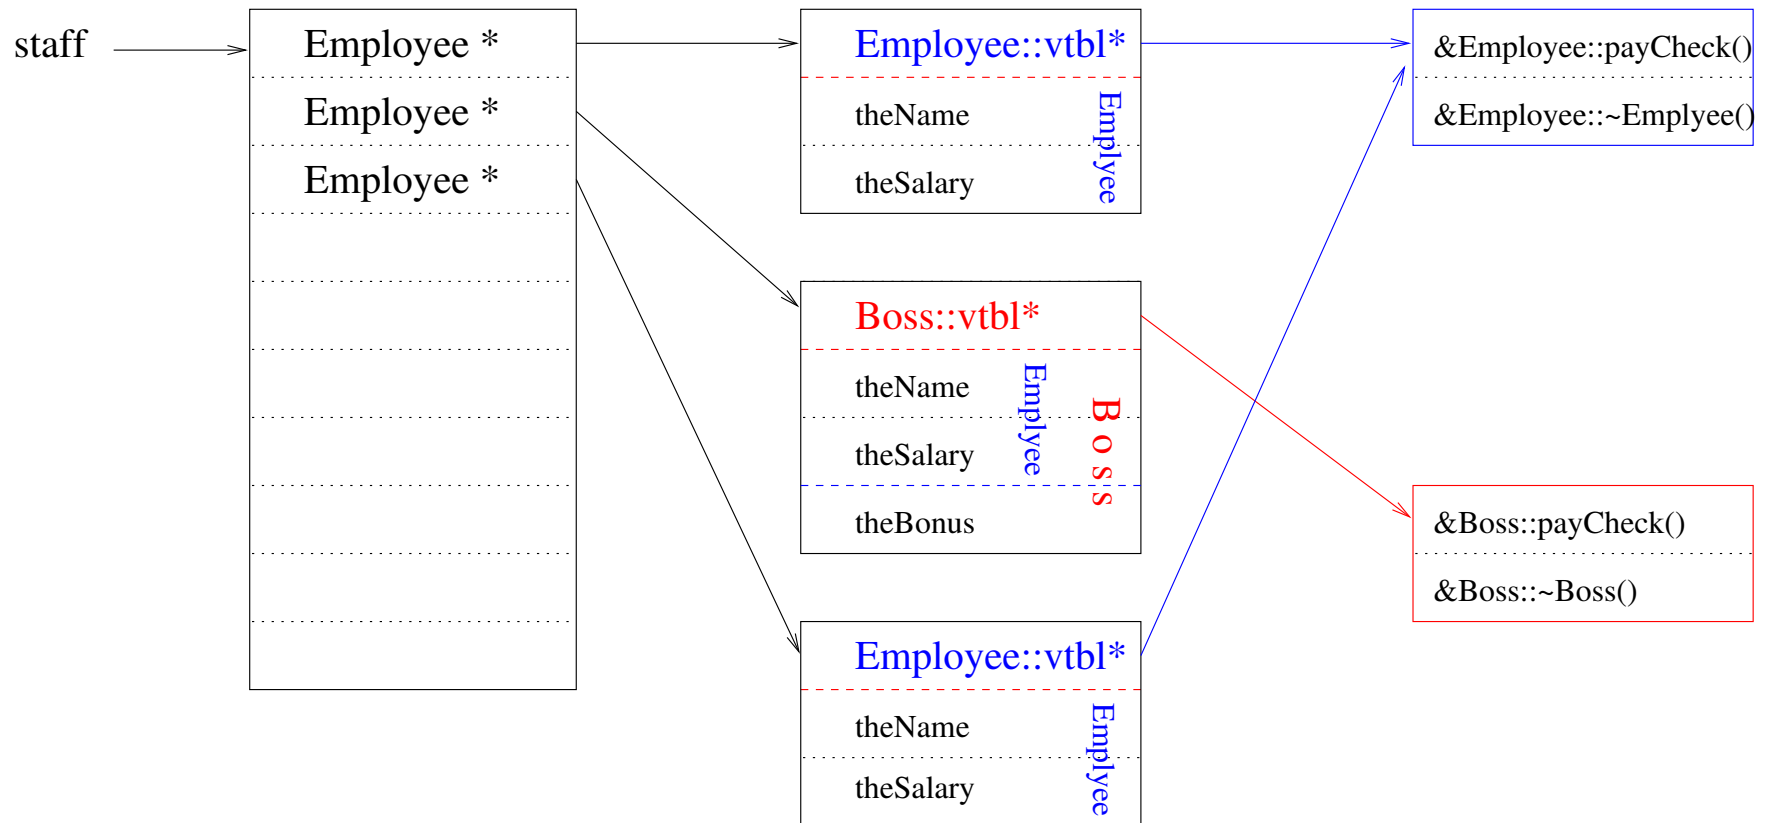 staff
Employee *
Employee *
Employee *
Employee::vtbl*
theName
theSalary
Emplyee
Boss::vtbl*
theName
theSalary
theBonus
Emplyee
Boss
Employee::vtbl*
theName
theSalary
Emplyee
&Employee::payCheck()
&Employee::~Emplyee()
&Boss::payCheck()
&Boss::~Boss()